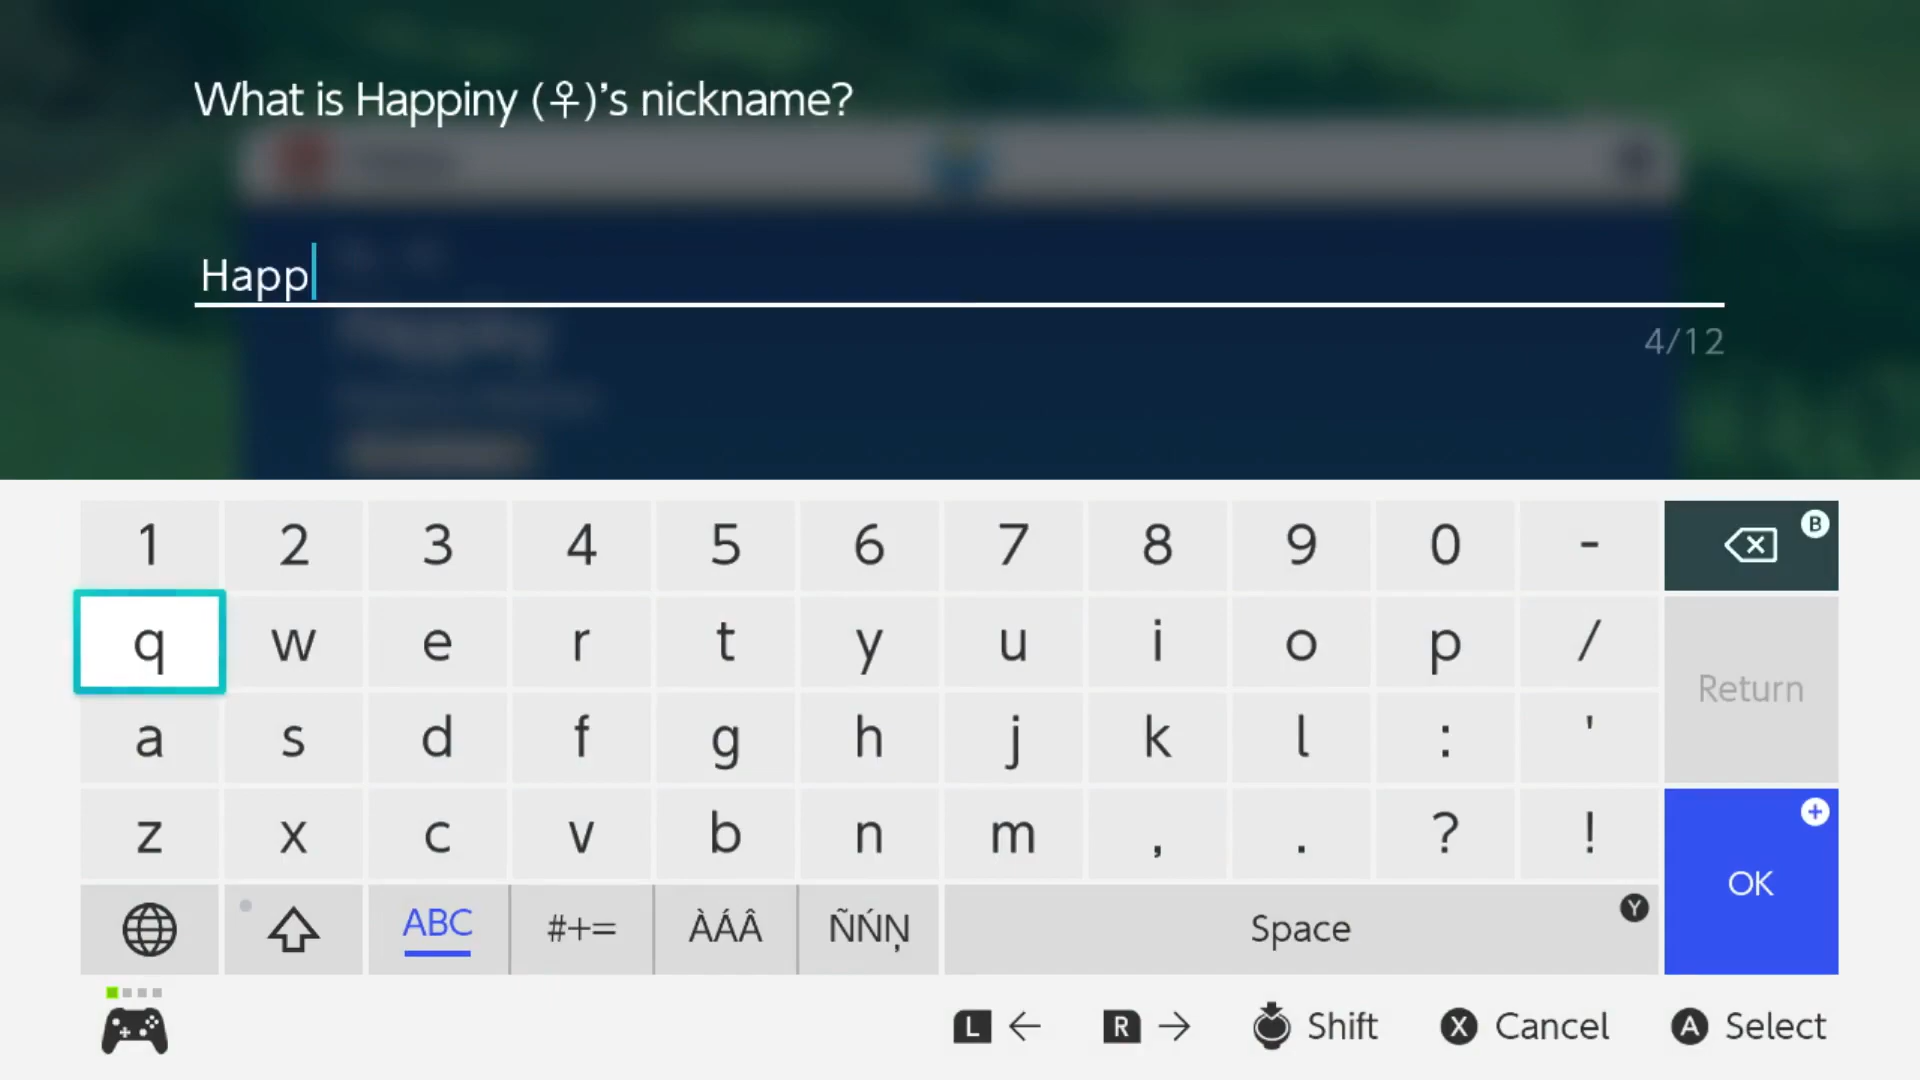 What is Happiny (♀)'s nickname?
Happ
4/12
1 2 3 4 5 6 7 8 9 0 - B
q w e r t y u i o p /
Return
a s d f g h j k l : '
z x c v b n m , . ? ! +
OK
ABC #+= ÀÁÂ ÑŃŅ Space Y
L ← R → Shift X Cancel A Select